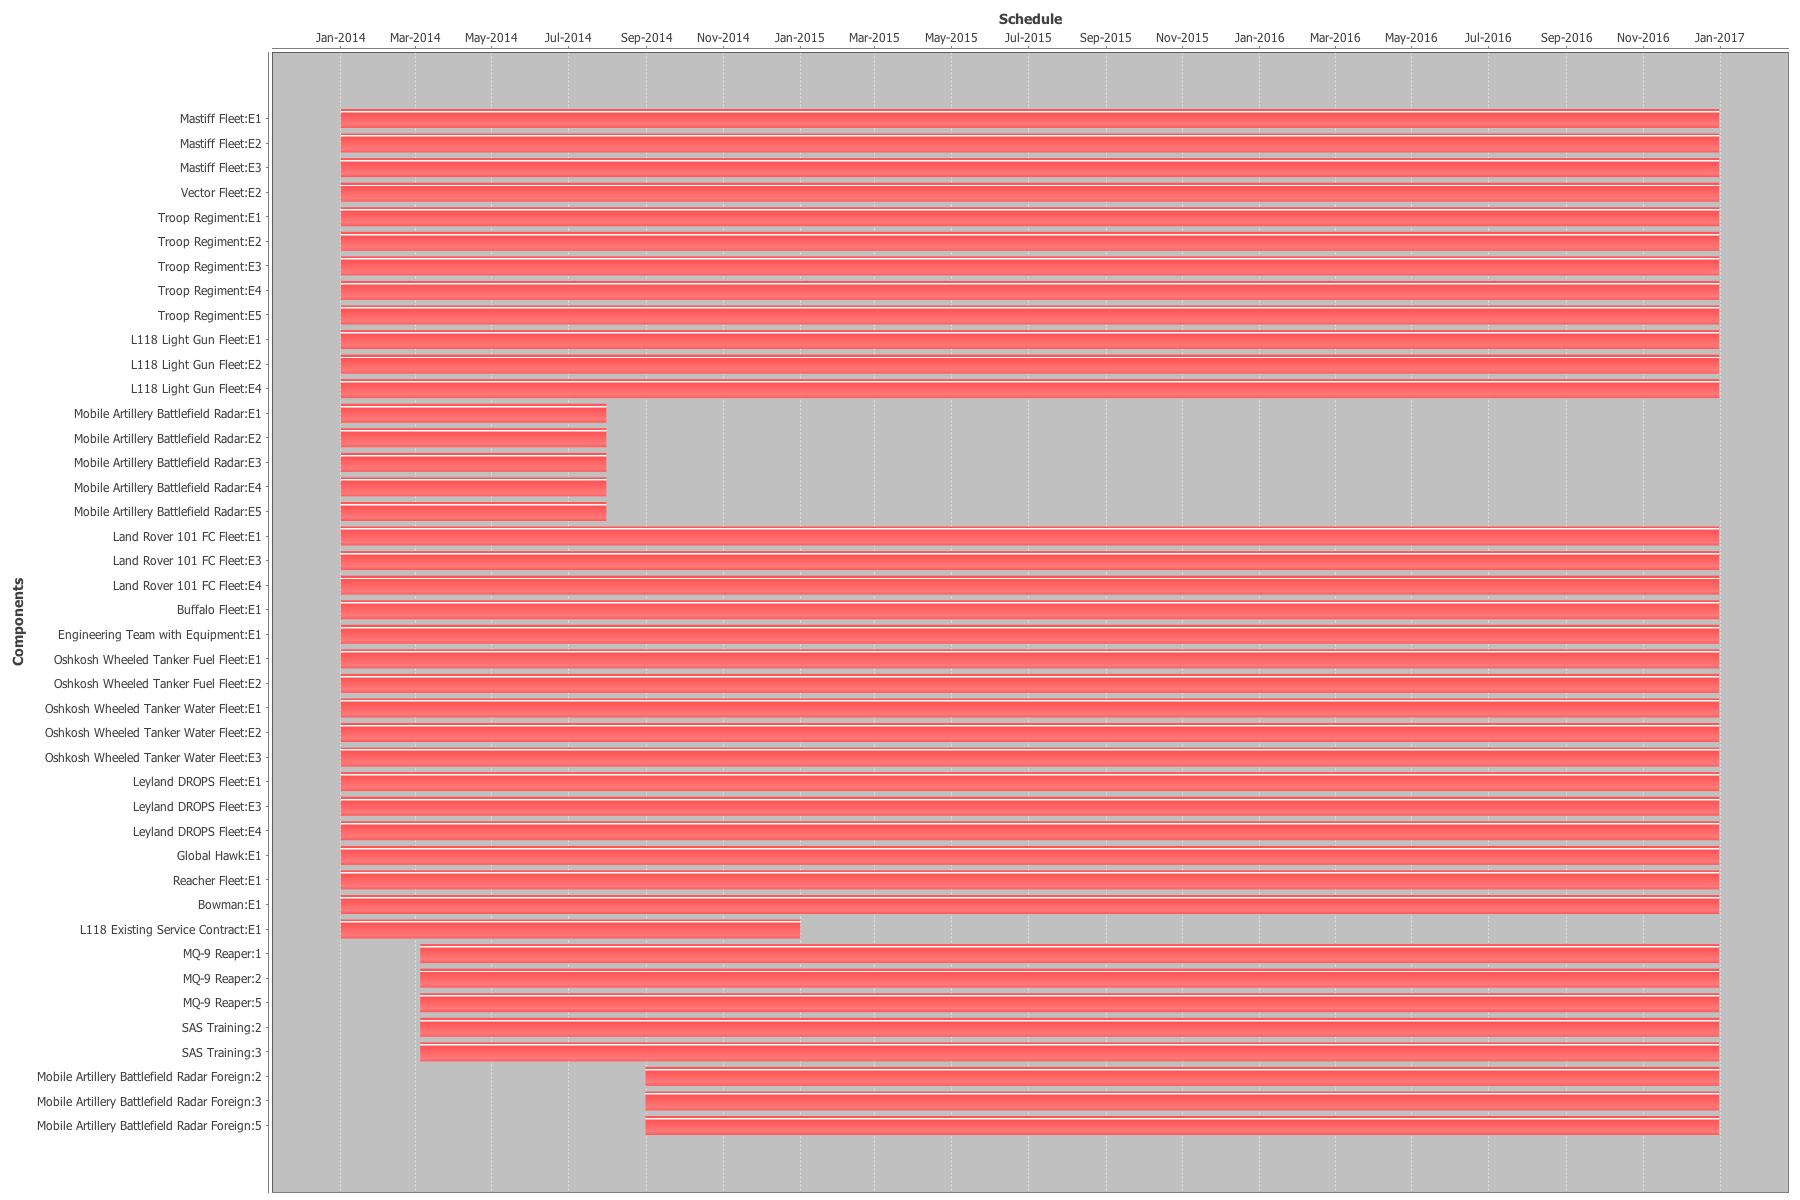 Schedule
Jan-2014 Mar-2014 May-2014 Jul-2014 Sep-2014 Nov-2014 Jan-2015 Mar-2015 May-2015 Jul-2015 Sep-2015 Nov-2015 Jan-2016 Mar-2016 May-2016 Jul-2016 Sep-2016 Nov-2016 Jan-2017
Mastiff Fleet:E1
Mastiff Fleet:E2
Mastiff Fleet:E3
Vector Fleet:E2
Troop Regiment:E1
Troop Regiment:E2
Troop Regiment:E3
Troop Regiment:E4
Troop Regiment:E5
L118 Light Gun Fleet:E1
L118 Light Gun Fleet:E2
L118 Light Gun Fleet:E4
Mobile Artillery Battlefield Radar:E1
Mobile Artillery Battlefield Radar:E2
Mobile Artillery Battlefield Radar:E3
Mobile Artillery Battlefield Radar:E4
Mobile Artillery Battlefield Radar:E5
Land Rover 101 FC Fleet:E1
Land Rover 101 FC Fleet:E3
Land Rover 101 FC Fleet:E4
Buffalo Fleet:E1
Engineering Team with Equipment:E1
Oshkosh Wheeled Tanker Fuel Fleet:E1
Oshkosh Wheeled Tanker Fuel Fleet:E2
Oshkosh Wheeled Tanker Water Fleet:E1
Oshkosh Wheeled Tanker Water Fleet:E2
Oshkosh Wheeled Tanker Water Fleet:E3
Leyland DROPS Fleet:E1
Leyland DROPS Fleet:E3
Leyland DROPS Fleet:E4
Global Hawk:E1
Reacher Fleet:E1
Bowman:E1
L118 Existing Service Contract:E1
MQ-9 Reaper:1
MQ-9 Reaper:2
MQ-9 Reaper:5
SAS Training:2
SAS Training:3
Mobile Artillery Battlefield Radar Foreign:2
Mobile Artillery Battlefield Radar Foreign:3
Mobile Artillery Battlefield Radar Foreign:5
Components